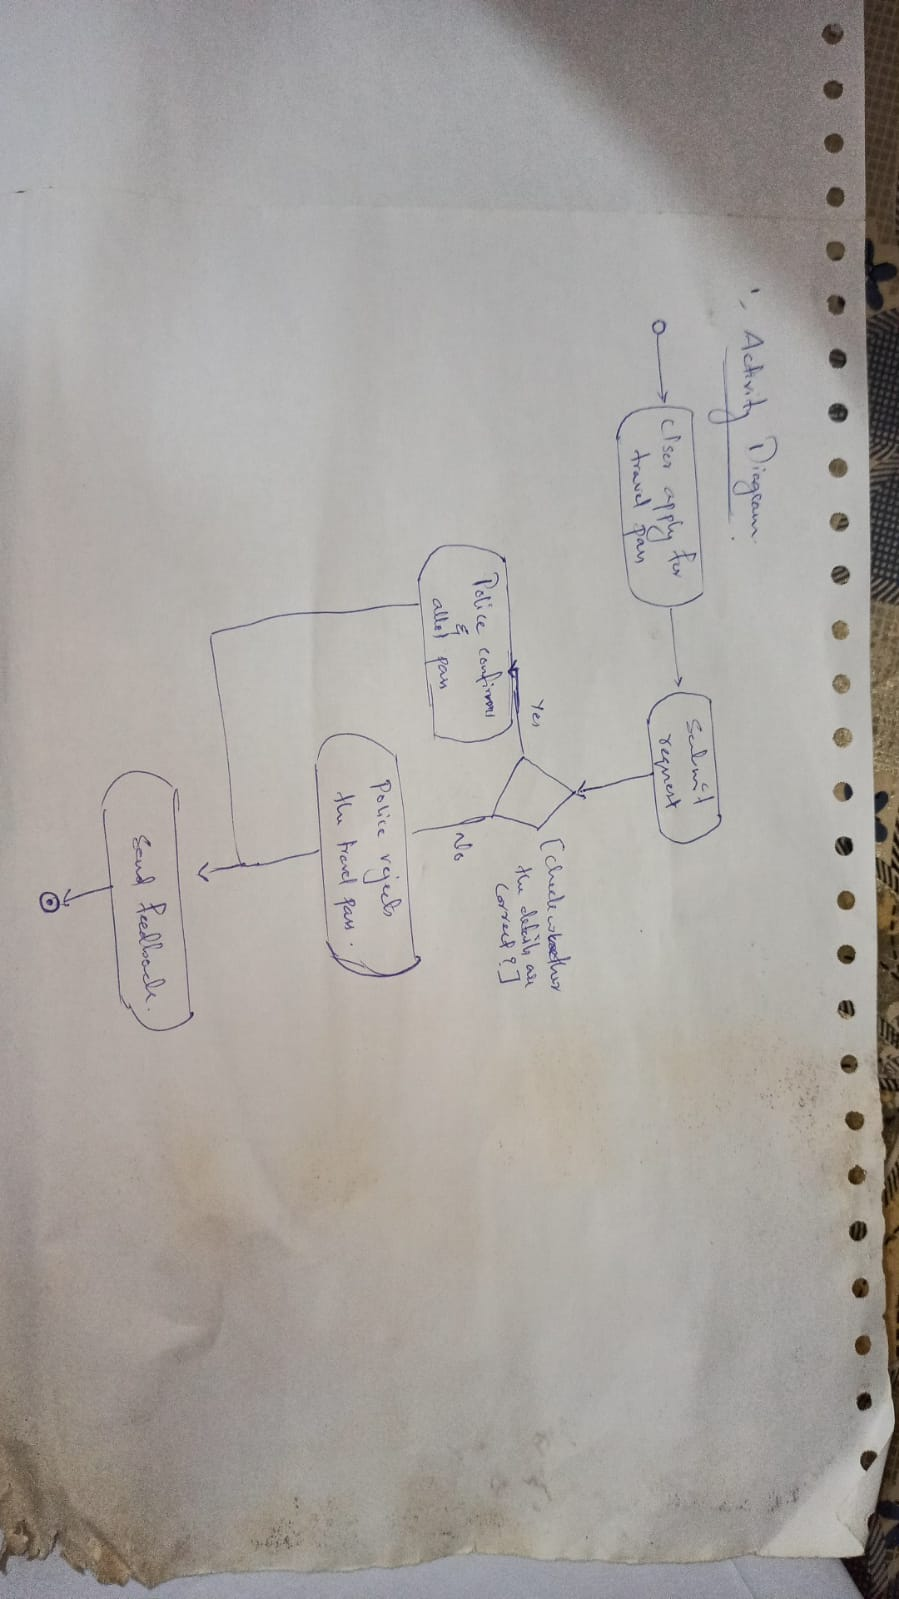 Activity Diagram.
User apply for
travel pass
Submit
request
[Check whether
the details are
correct?]
Yes
No
Police confirms
&
allot pass
Police rejects
the travel pass.
Send feedback.